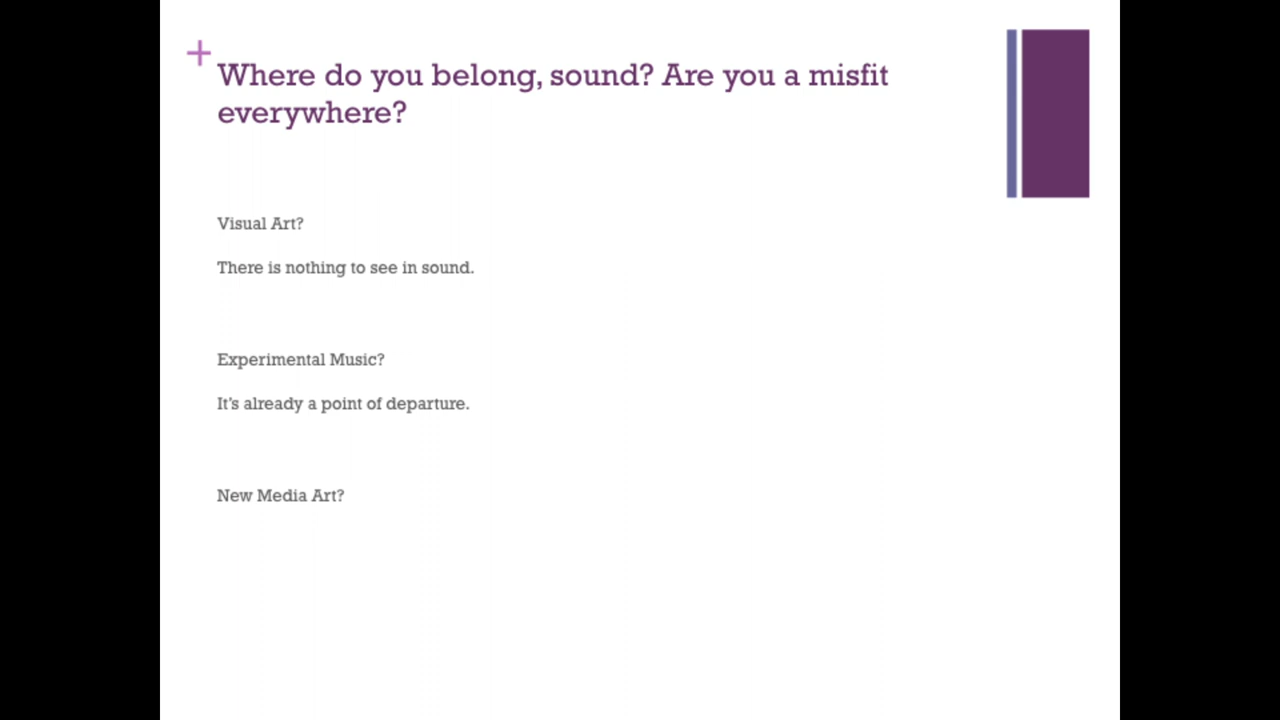 +
Where do you belong, sound? Are you a misfit
everywhere?
Visual Art?
There is nothing to see in sound.
Experimental Music?
It's already a point of departure.
New Media Art?